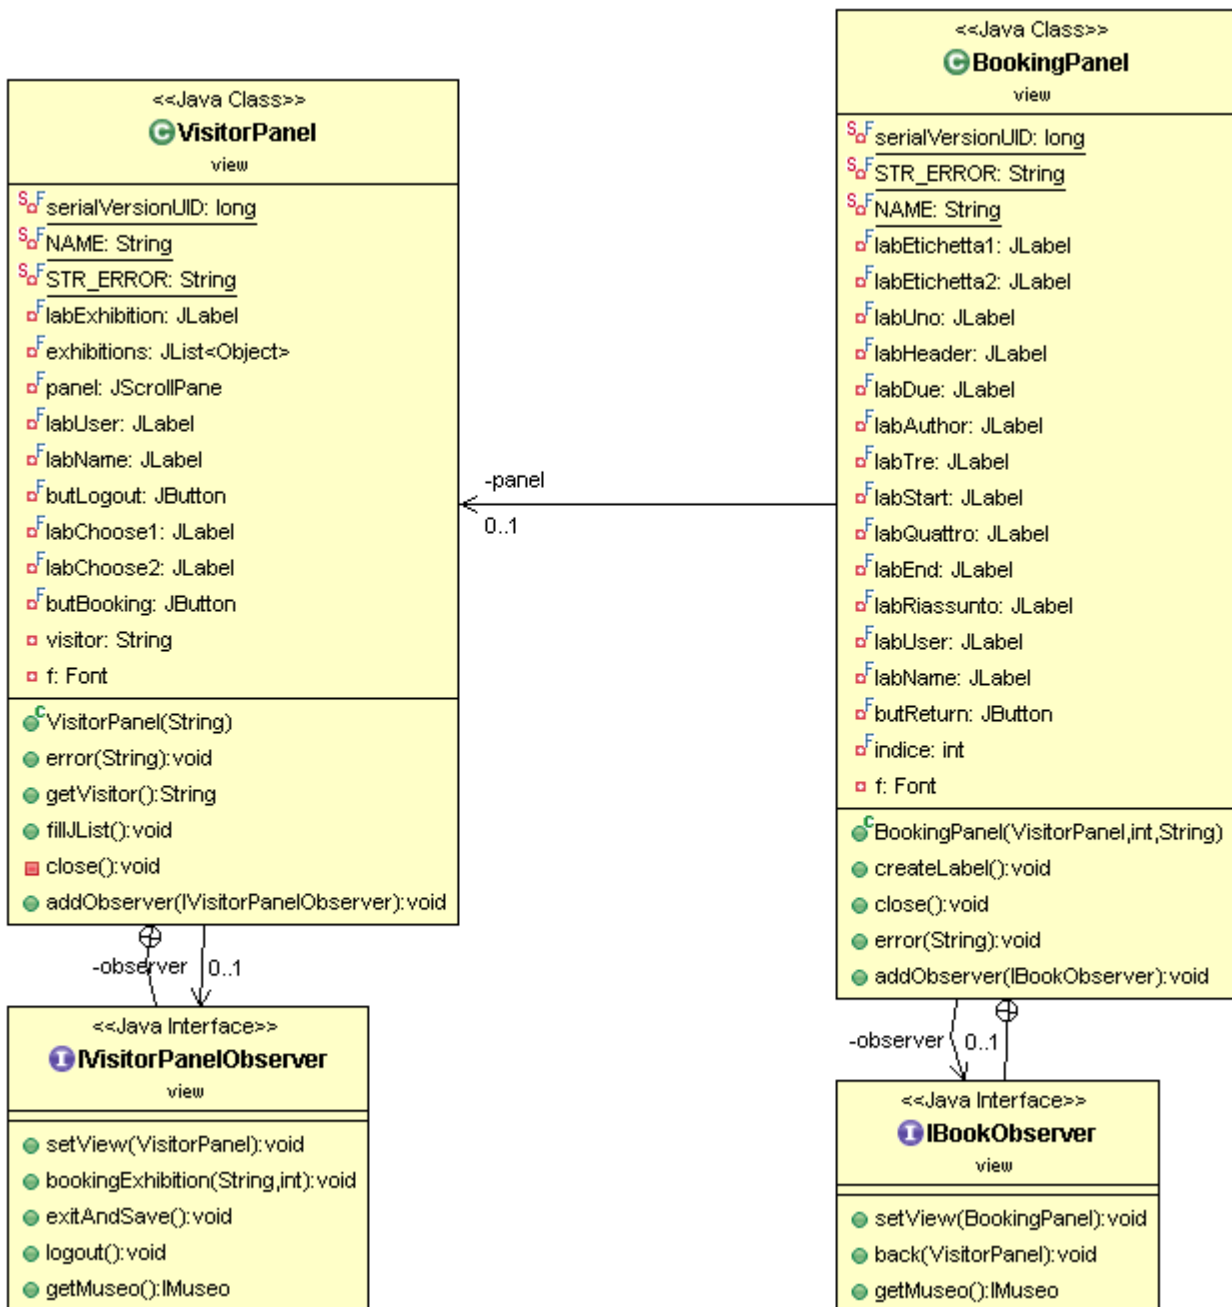 <<Java Class>>
VisitorPanel
view
serialVersionUID: long
NAME: String
STR_ERROR: String
labExhibition: JLabel
exhibitions: JList<Object>
panel: JScrollPane
labUser: JLabel
labName: JLabel
butLogout: JButton
labChoose1: JLabel
labChoose2: JLabel
butBooking: JButton
visitor: String
f: Font
VisitorPanel(String)
error(String):void
getVisitor():String
fillJList():void
close():void
addObserver(IVisitorPanelObserver):void
-observer
0..1
<<Java Interface>>
IVisitorPanelObserver
view
setView(VisitorPanel):void
bookingExhibition(String,int):void
exitAndSave():void
logout():void
getMuseo():IMuseo
-panel
0..1
<<Java Class>>
BookingPanel
view
serialVersionUID: long
STR_ERROR: String
NAME: String
labEtichetta1: JLabel
labEtichetta2: JLabel
labUno: JLabel
labHeader: JLabel
labDue: JLabel
labAuthor: JLabel
labTre: JLabel
labStart: JLabel
labQuattro: JLabel
labEnd: JLabel
labRiassunto: JLabel
labUser: JLabel
labName: JLabel
butReturn: JButton
indice: int
f: Font
BookingPanel(VisitorPanel,int,String)
createLabel():void
close():void
error(String):void
addObserver(IBookObserver):void
-observer
0..1
<<Java Interface>>
IBookObserver
view
setView(BookingPanel):void
back(VisitorPanel):void
getMuseo():IMuseo